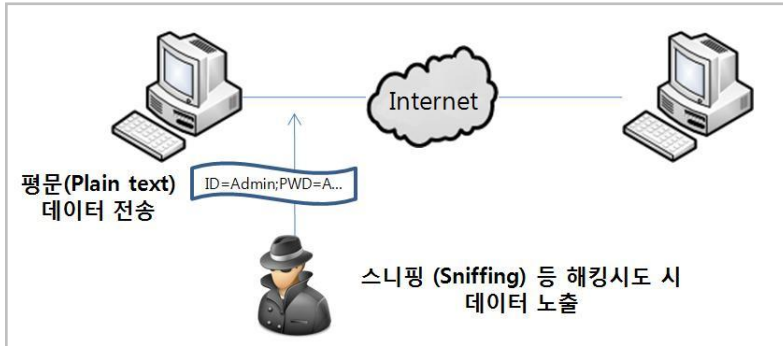 Internet
ID=Admin;PWD=A...
평문(Plain text)
데이터 전송
스니핑 (Sniffing) 등 해킹시도 시
데이터 노출